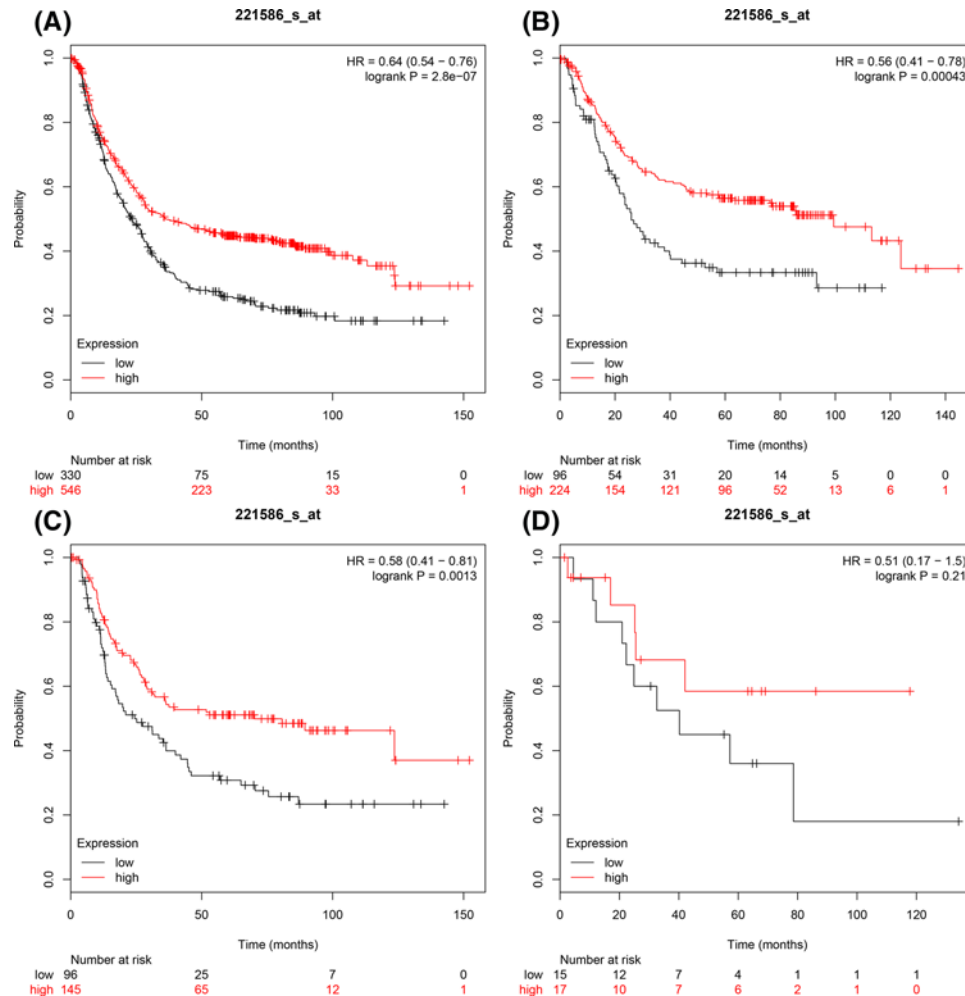 (A)
221586_s_at
HR = 0.64 (0.54 − 0.76)
logrank P = 2.8e−07
Probability
1.0
0.8
0.6
0.4
0.2
0.0
Expression
low
high
0 50 100 150
Time (months)
Number at risk
low 330 75 15 0
high 546 223 33 1
(B)
221586_s_at
HR = 0.56 (0.41 − 0.78)
logrank P = 0.00043
Probability
1.0
0.8
0.6
0.4
0.2
0.0
Expression
low
high
0 20 40 60 80 100 120 140
Time (months)
Number at risk
low 96 54 31 20 14 5 0 0
high 224 154 121 96 52 13 6 1
(C)
221586_s_at
HR = 0.58 (0.41 − 0.81)
logrank P = 0.0013
Probability
1.0
0.8
0.6
0.4
0.2
0.0
Expression
low
high
0 50 100 150
Time (months)
Number at risk
low 96 25 7 0
high 145 65 12 1
(D)
221586_s_at
HR = 0.51 (0.17 − 1.5)
logrank P = 0.21
Probability
1.0
0.8
0.6
0.4
0.2
0.0
Expression
low
high
0 20 40 60 80 100 120
Time (months)
Number at risk
low 15 12 7 4 1 1 1
high 17 10 7 6 2 1 0